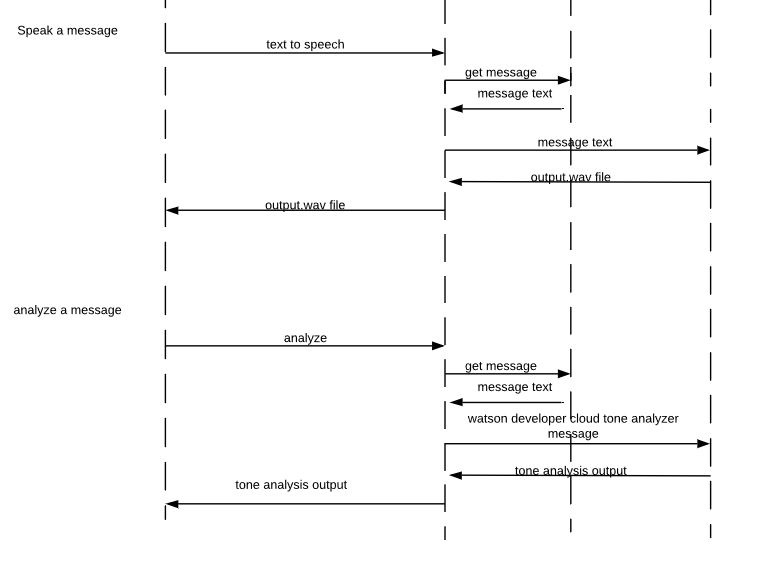 Speak a message
text to speech
get message
message text
message text
output.wav file
output.wav file
analyze a message
analyze
get message
message text
watson developer cloud tone analyzer
message
tone analysis output
tone analysis output